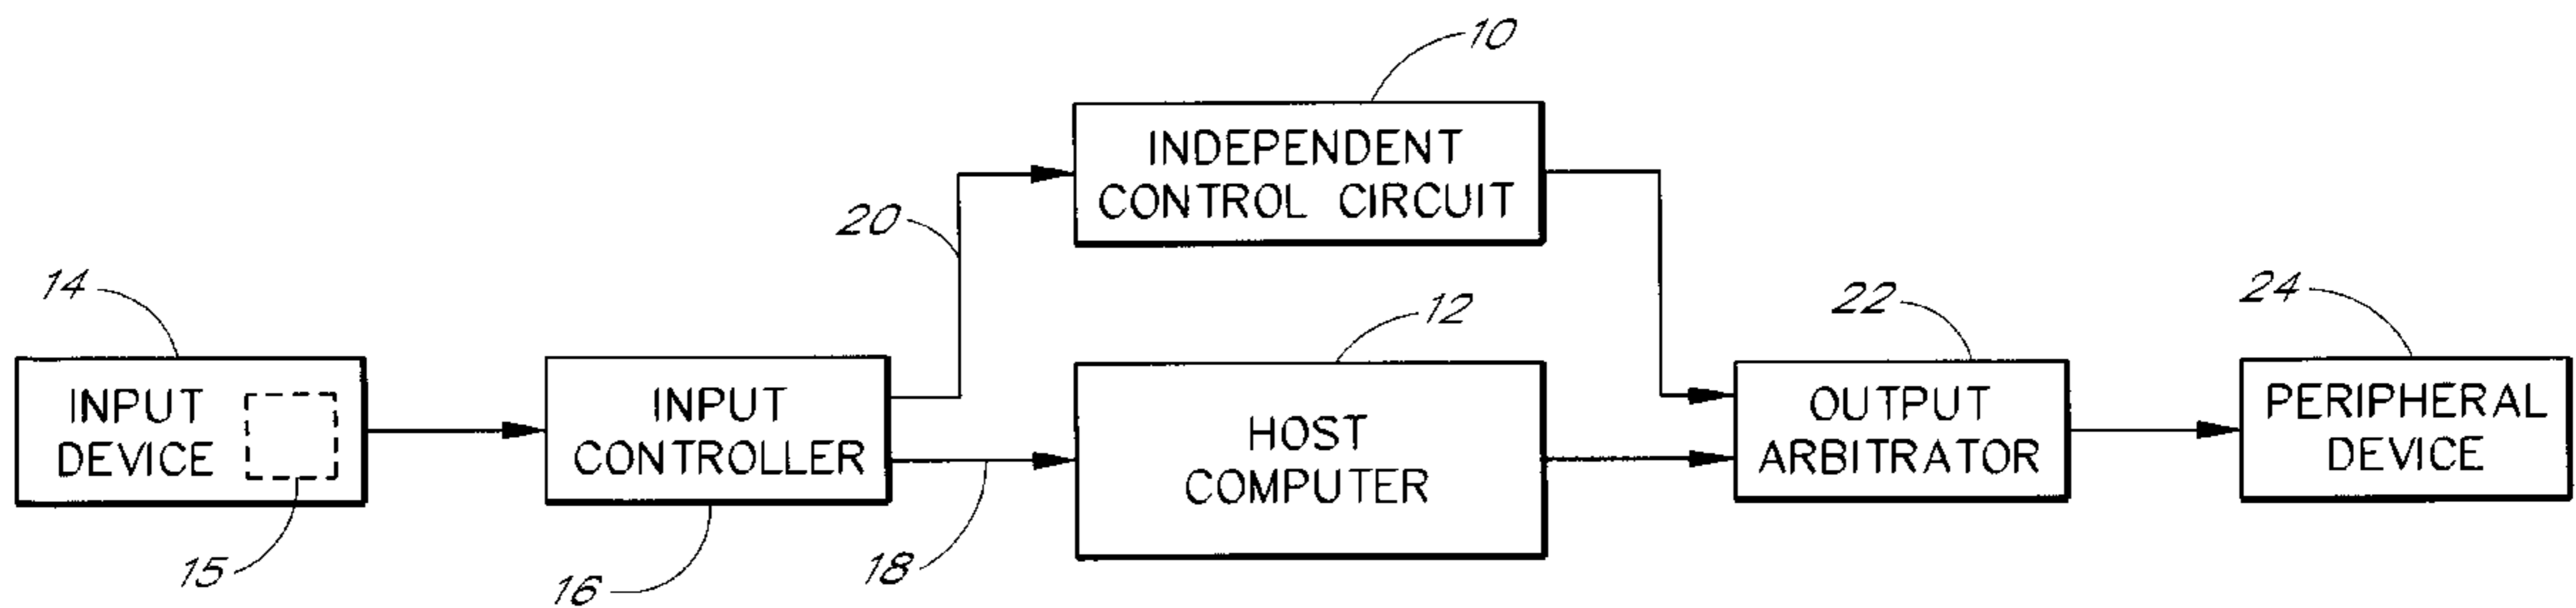 10
INDEPENDENT
CONTROL CIRCUIT
20
14
INPUT
DEVICE
15
INPUT
CONTROLLER
16
18
12
HOST
COMPUTER
22
OUTPUT
ARBITRATOR
24
PERIPHERAL
DEVICE